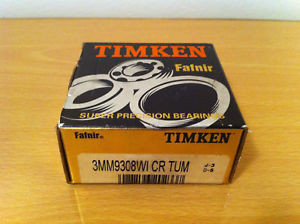 TIMKEN
Fafnir
SUPER PRECISION BEARINGS
Fafnir® TIMKEN
3MM9308WI CR TUM